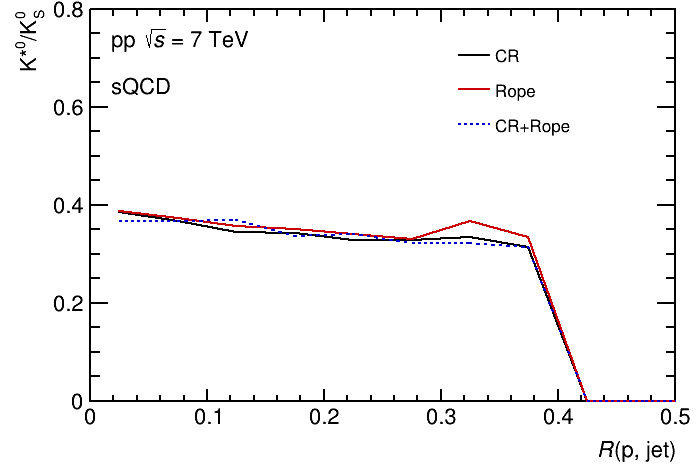 K*⁰/K⁰_S
pp √s = 7 TeV
sQCD
CR
Rope
CR+Rope
0.8
0.6
0.4
0.2
0
0 0.1 0.2 0.3 0.4 0.5
R(p, jet)